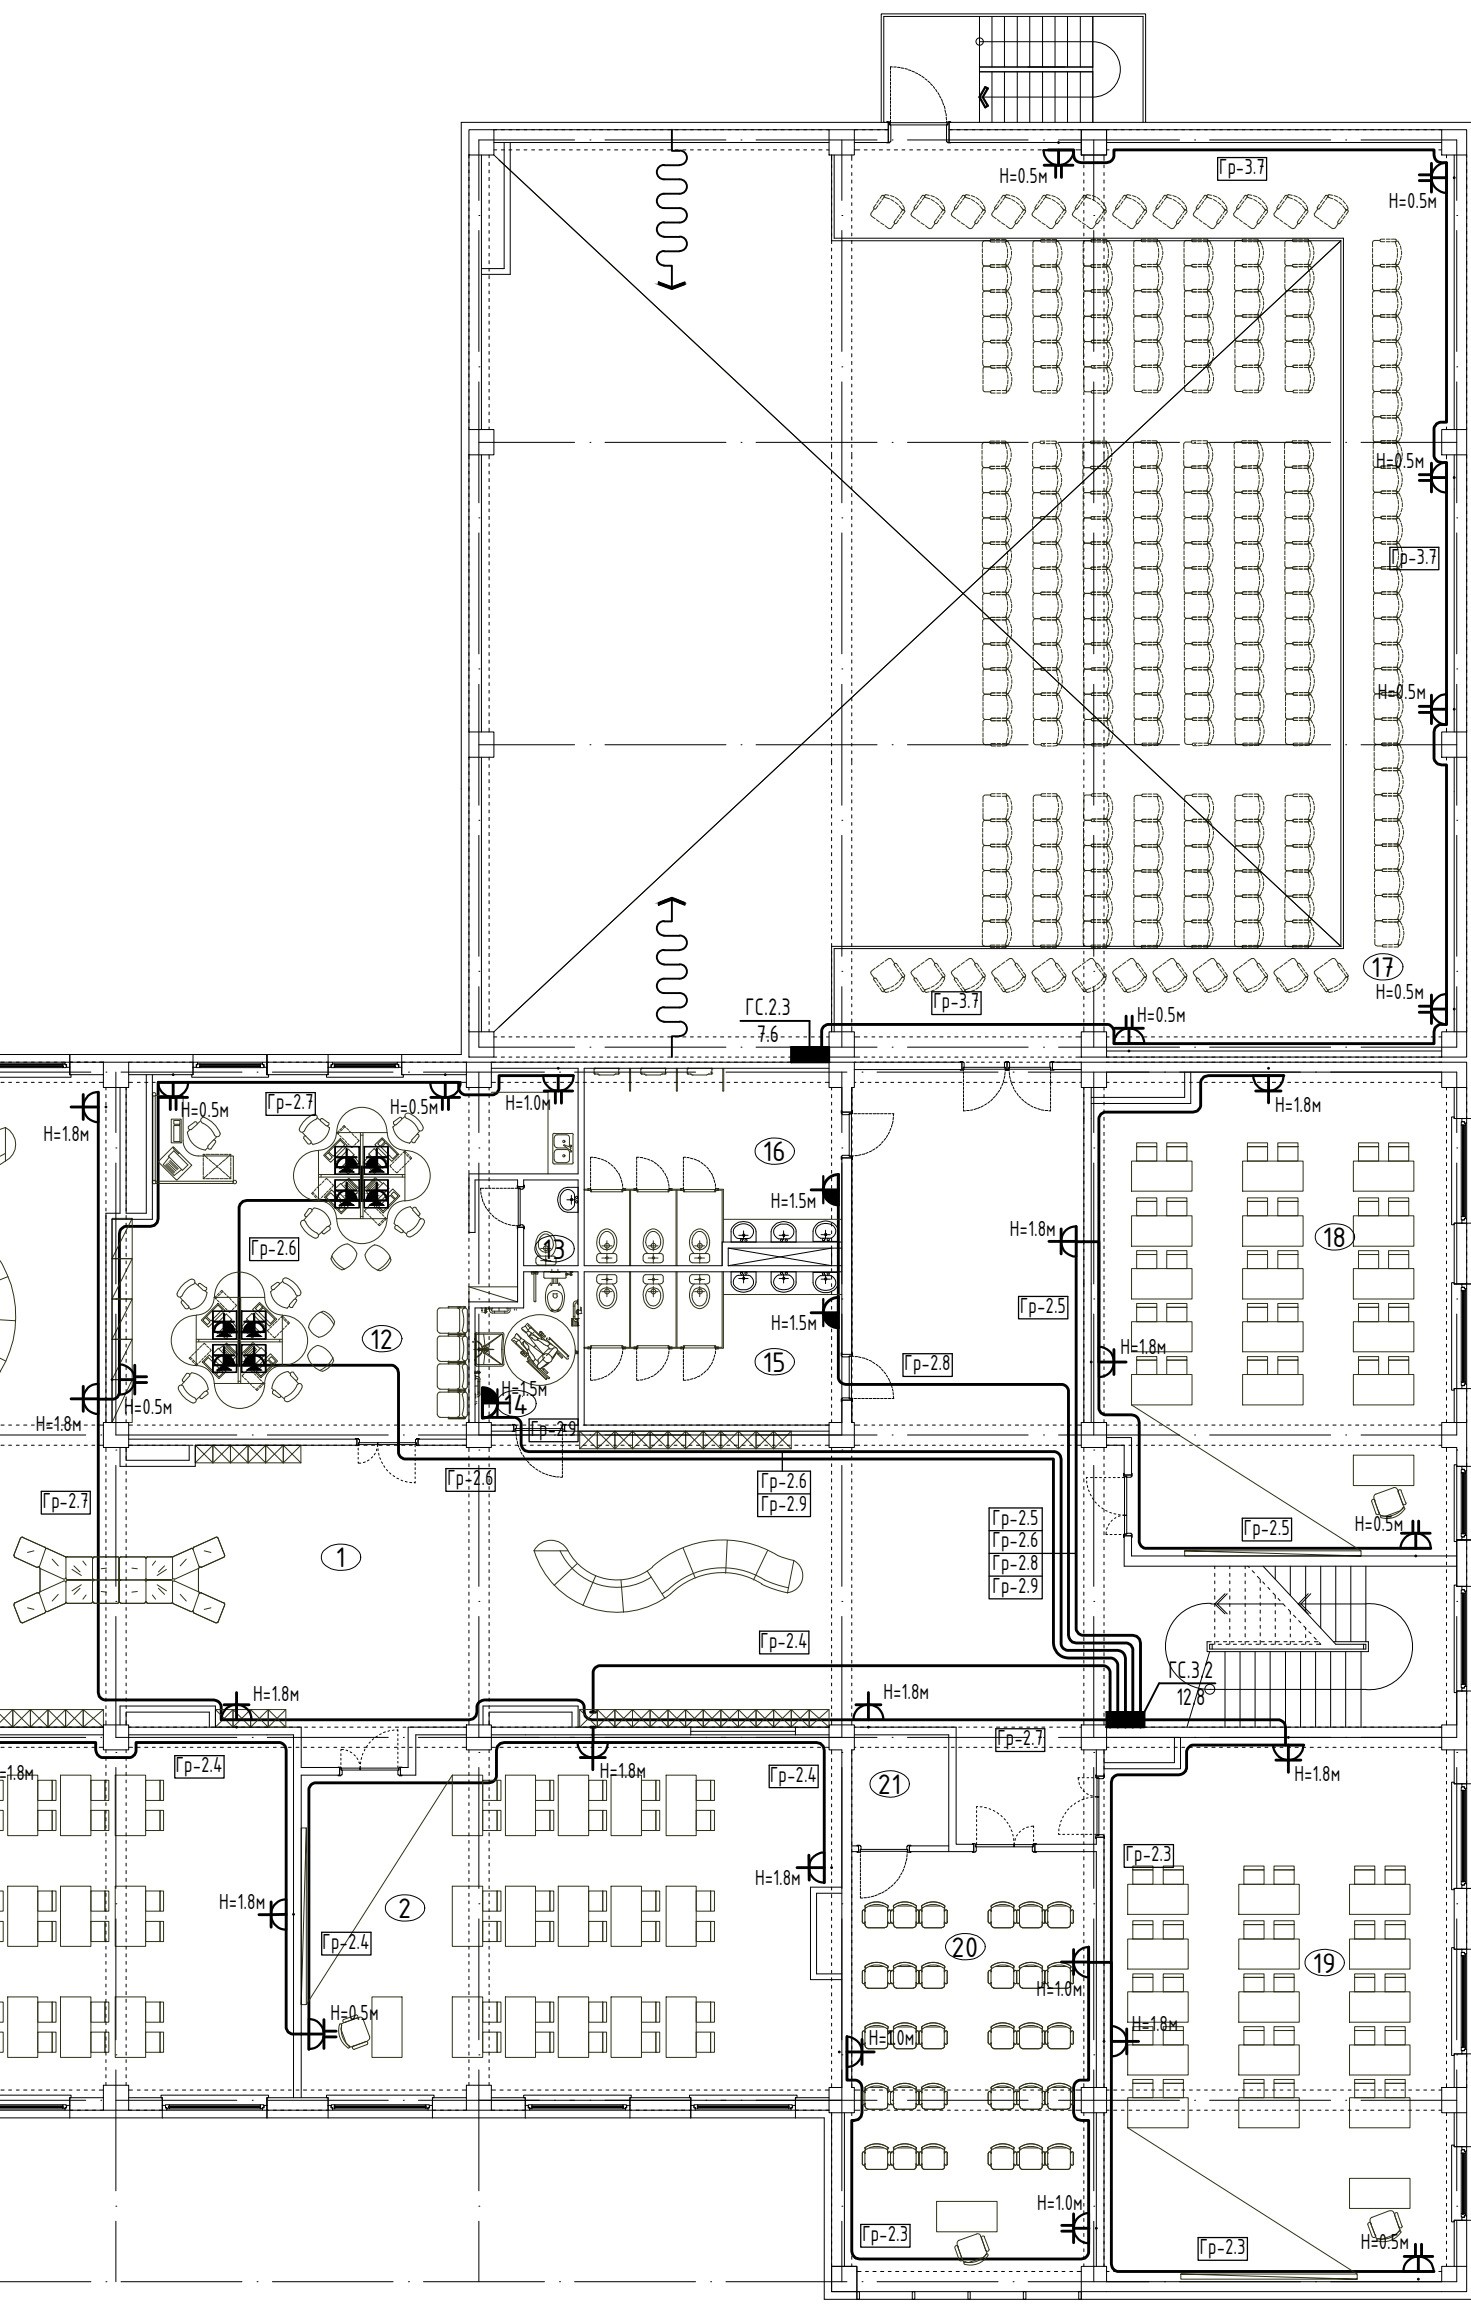 Гр-3.7
H=0.5м
H=0.5м
H=0.5м
Гр-3.7
H=0.5м
17
H=0.5м
Гр-3.7
ГС.2.3
7.6
H=0.5м
H=0.5м
Гр-2.7
H=0.5м
H=1.0м
H=1.8м
H=1.8м
16
H=1.5м
H=1.8м
18
Гр-2.6
13
Гр-2.5
H=1.5м
12
H=1.8м
15
Гр-2.8
H=1.5м
14
H=0.5м
H=1.8м
Гр-2.9
Гр-2.6
Гр-2.6
Гр-2.9
Гр-2.7
Гр-2.5
Гр-2.6
Гр-2.8
Гр-2.9
Гр-2.5
H=0.5м
1
Гр-2.4
ГС.3.2
12.8
H=1.8м
H=1.8м
Гр-2.7
Гр-2.4
=1.8м
H=1.8м
Гр-2.4
21
H=1.8м
Гр-2.3
H=1.8м
H=1.8м
2
Гр-2.4
20
19
H=1.0м
H=0.5м
H=1.0м
H=1.8м
H=1.0м
Гр-2.3
Гр-2.3
H=0.5м